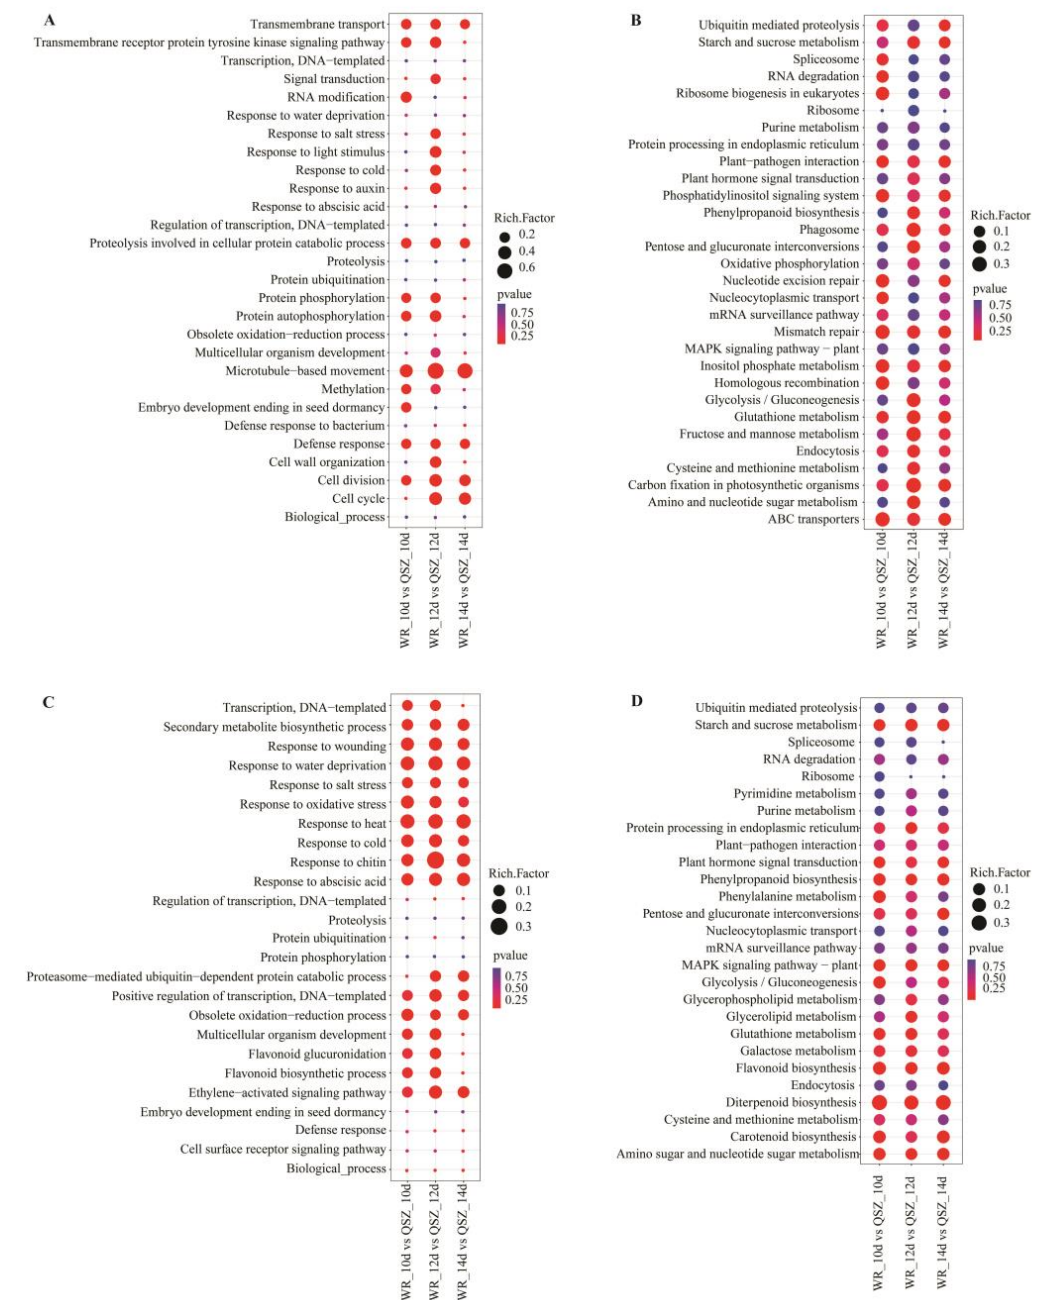 A
Transmembrane transport
Transmembrane receptor protein tyrosine kinase signaling pathway
Transcription, DNA−templated
Signal transduction
RNA modification
Response to water deprivation
Response to salt stress
Response to light stimulus
Response to cold
Response to auxin
Response to abscisic acid
Regulation of transcription, DNA−templated
Proteolysis involved in cellular protein catabolic process
Proteolysis
Protein ubiquitination
Protein phosphorylation
Protein autophosphorylation
Obsolete oxidation−reduction process
Multicellular organism development
Microtubule−based movement
Methylation
Embryo development ending in seed dormancy
Defense response to bacterium
Defense response
Cell wall organization
Cell division
Cell cycle
Biological_process
WR_10d vs QSZ_10d
WR_12d vs QSZ_12d
WR_14d vs QSZ_14d
Rich.Factor
0.2
0.4
0.6
pvalue
0.75
0.50
0.25
B
Ubiquitin mediated proteolysis
Starch and sucrose metabolism
Spliceosome
RNA degradation
Ribosome biogenesis in eukaryotes
Ribosome
Purine metabolism
Protein processing in endoplasmic reticulum
Plant−pathogen interaction
Plant hormone signal transduction
Phosphatidylinositol signaling system
Phenylpropanoid biosynthesis
Phagosome
Pentose and glucuronate interconversions
Oxidative phosphorylation
Nucleotide excision repair
Nucleocytoplasmic transport
mRNA surveillance pathway
Mismatch repair
MAPK signaling pathway − plant
Inositol phosphate metabolism
Homologous recombination
Glycolysis / Gluconeogenesis
Glutathione metabolism
Fructose and mannose metabolism
Endocytosis
Cysteine and methionine metabolism
Carbon fixation in photosynthetic organisms
Amino and nucleotide sugar metabolism
ABC transporters
WR_10d vs QSZ_10d
WR_12d vs QSZ_12d
WR_14d vs QSZ_14d
Rich.Factor
0.1
0.2
0.3
pvalue
0.75
0.50
0.25
C
Transcription, DNA−templated
Secondary metabolite biosynthetic process
Response to wounding
Response to water deprivation
Response to salt stress
Response to oxidative stress
Response to heat
Response to cold
Response to chitin
Response to abscisic acid
Regulation of transcription, DNA−templated
Proteolysis
Protein ubiquitination
Protein phosphorylation
Proteasome−mediated ubiquitin−dependent protein catabolic process
Positive regulation of transcription, DNA−templated
Obsolete oxidation−reduction process
Multicellular organism development
Flavonoid glucuronidation
Flavonoid biosynthetic process
Ethylene−activated signaling pathway
Embryo development ending in seed dormancy
Defense response
Cell surface receptor signaling pathway
Biological_process
WR_10d vs QSZ_10d
WR_12d vs QSZ_12d
WR_14d vs QSZ_14d
Rich.Factor
0.1
0.2
0.3
pvalue
0.75
0.50
0.25
D
Ubiquitin mediated proteolysis
Starch and sucrose metabolism
Spliceosome
RNA degradation
Ribosome
Pyrimidine metabolism
Purine metabolism
Protein processing in endoplasmic reticulum
Plant−pathogen interaction
Plant hormone signal transduction
Phenylpropanoid biosynthesis
Phenylalanine metabolism
Pentose and glucuronate interconversions
Nucleocytoplasmic transport
mRNA surveillance pathway
MAPK signaling pathway − plant
Glycolysis / Gluconeogenesis
Glycerophospholipid metabolism
Glycerolipid metabolism
Glutathione metabolism
Galactose metabolism
Flavonoid biosynthesis
Endocytosis
Diterpenoid biosynthesis
Cysteine and methionine metabolism
Carotenoid biosynthesis
Amino sugar and nucleotide sugar metabolism
WR_10d vs QSZ_10d
WR_12d vs QSZ_12d
WR_14d vs QSZ_14d
Rich.Factor
0.1
0.2
0.3
pvalue
0.75
0.50
0.25